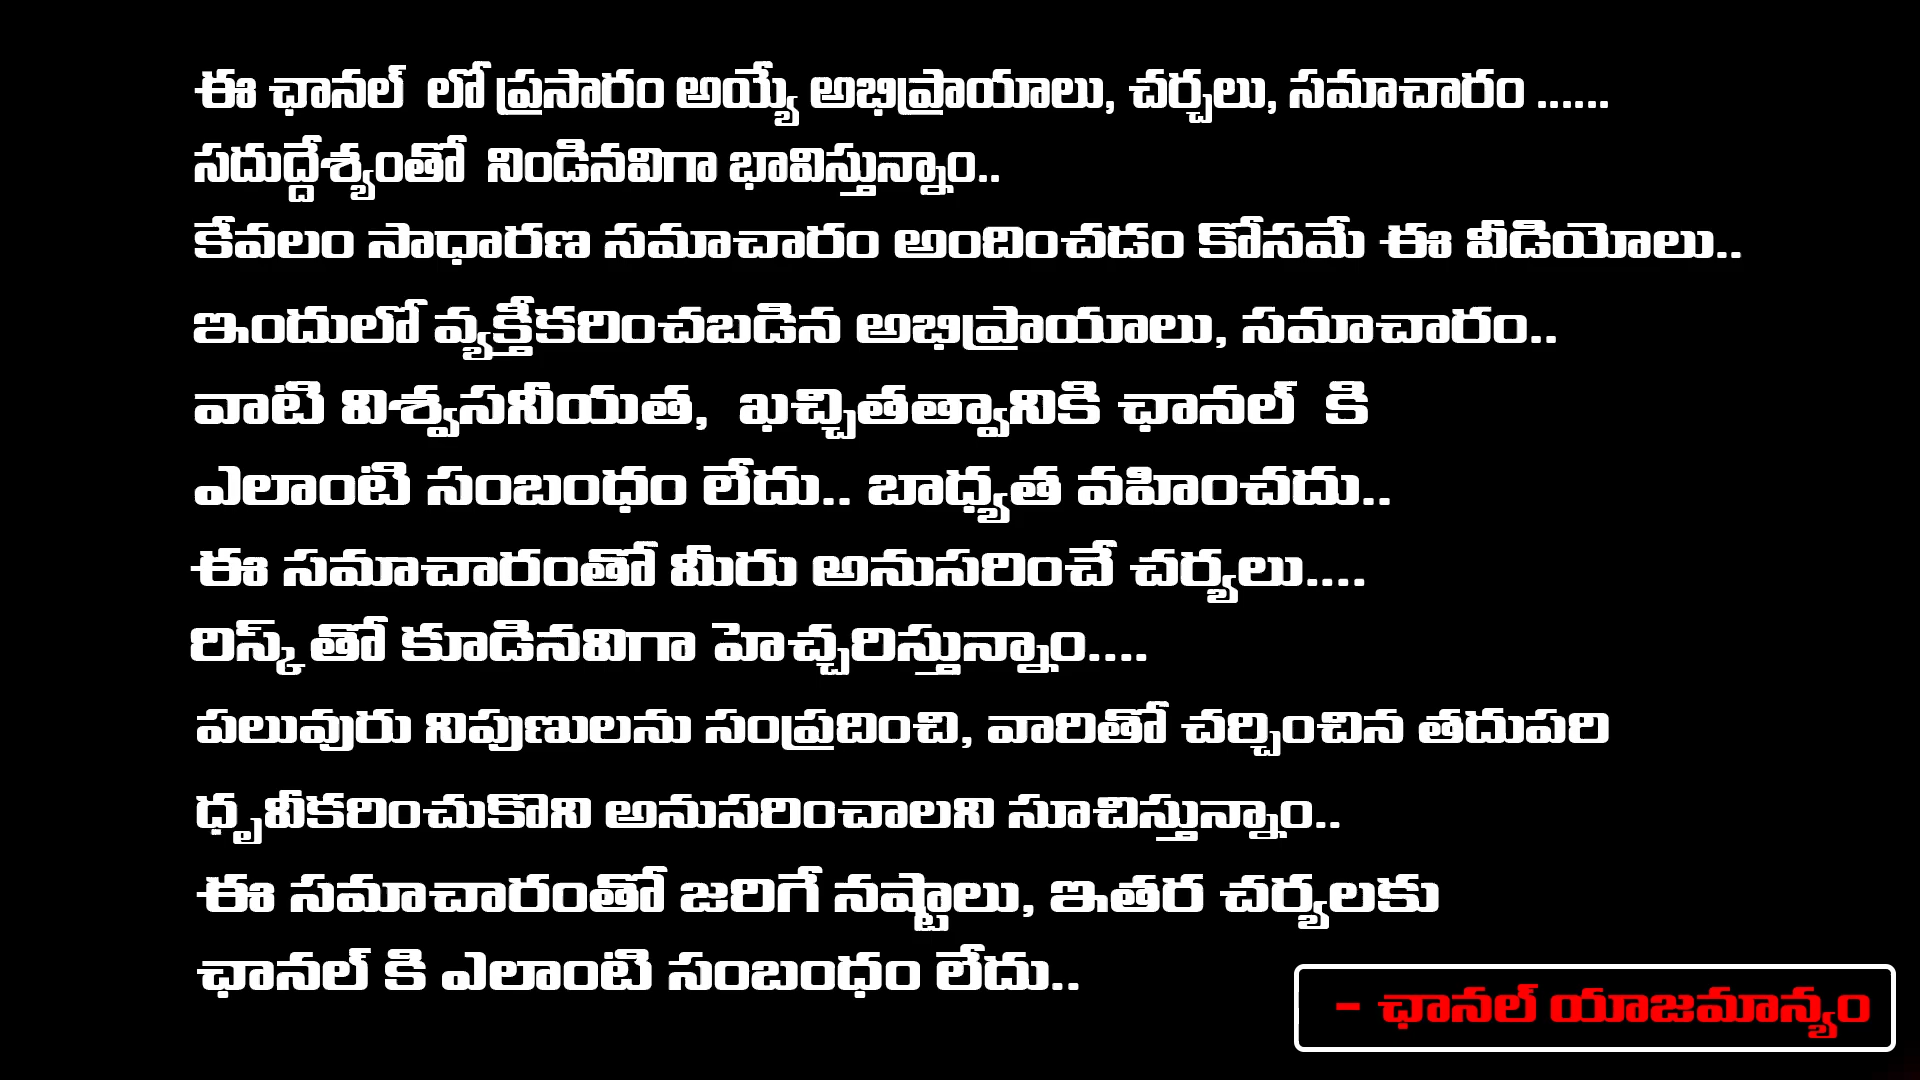 ఈ ఛానల్ లో ప్రసారం అయ్యే అభిప్రాయాలు, చర్చలు, సమాచారం ......
సదుద్దేశ్యంతో నిండినవిగా భావిస్తున్నాం..
కేవలం సాధారణ సమాచారం అందించడం కోసమే ఈ వీడియోలు..
ఇందులో వ్యక్తీకరించబడిన అభిప్రాయాలు, సమాచారం..
వాటి విశ్వసనీయత, ఖచ్చితత్వానికి ఛానల్ కి
ఎలాంటి సంబంధం లేదు.. బాధ్యత వహించదు..
ఈ సమాచారంతో మీరు అనుసరించే చర్యలు....
రిస్క్ తో కూడినవిగా హెచ్చరిస్తున్నాం....
పలువురు నిపుణులను సంప్రదించి, వారితో చర్చించిన తదుపరి
ధృవీకరించుకొని అనుసరించాలని సూచిస్తున్నాం..
ఈ సమాచారంతో జరిగే నష్టాలు, ఇతర చర్యలకు
ఛానల్ కి ఎలాంటి సంబంధం లేదు..
- ఛానల్ యాజమాన్యం